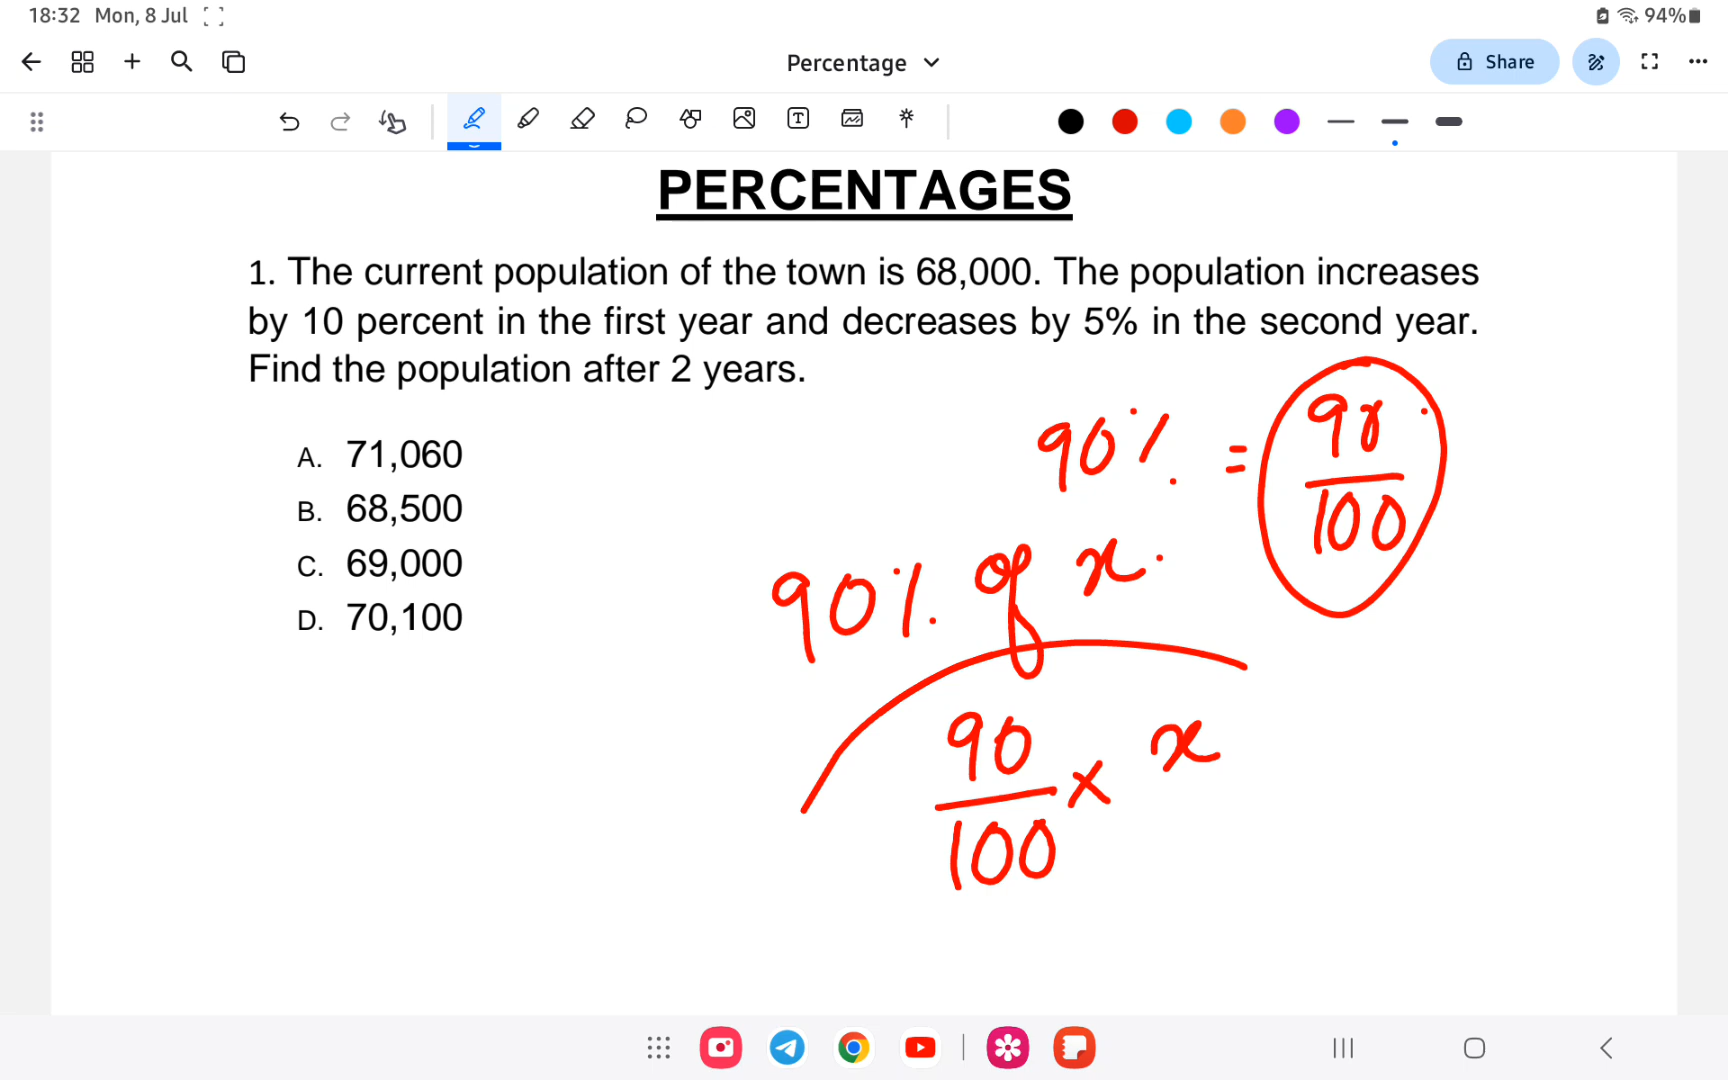 18:32 Mon, 8 Jul 94%
Percentage
Share
PERCENTAGES
1. The current population of the town is 68,000. The population increases
by 10 percent in the first year and decreases by 5% in the second year.
Find the population after 2 years.
A. 71,060
B. 68,500
C. 69,000
D. 70,100
90% = 90/100
90% of x.
90/100 × x